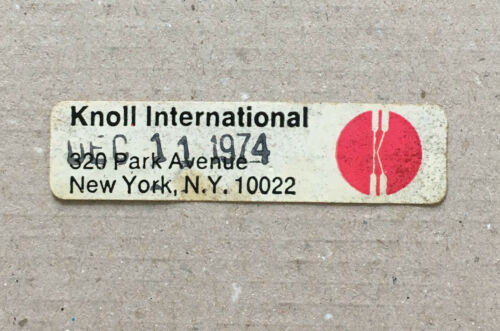 Knoll International
DEC 11 1974
320 Park Avenue
New York, N.Y. 10022